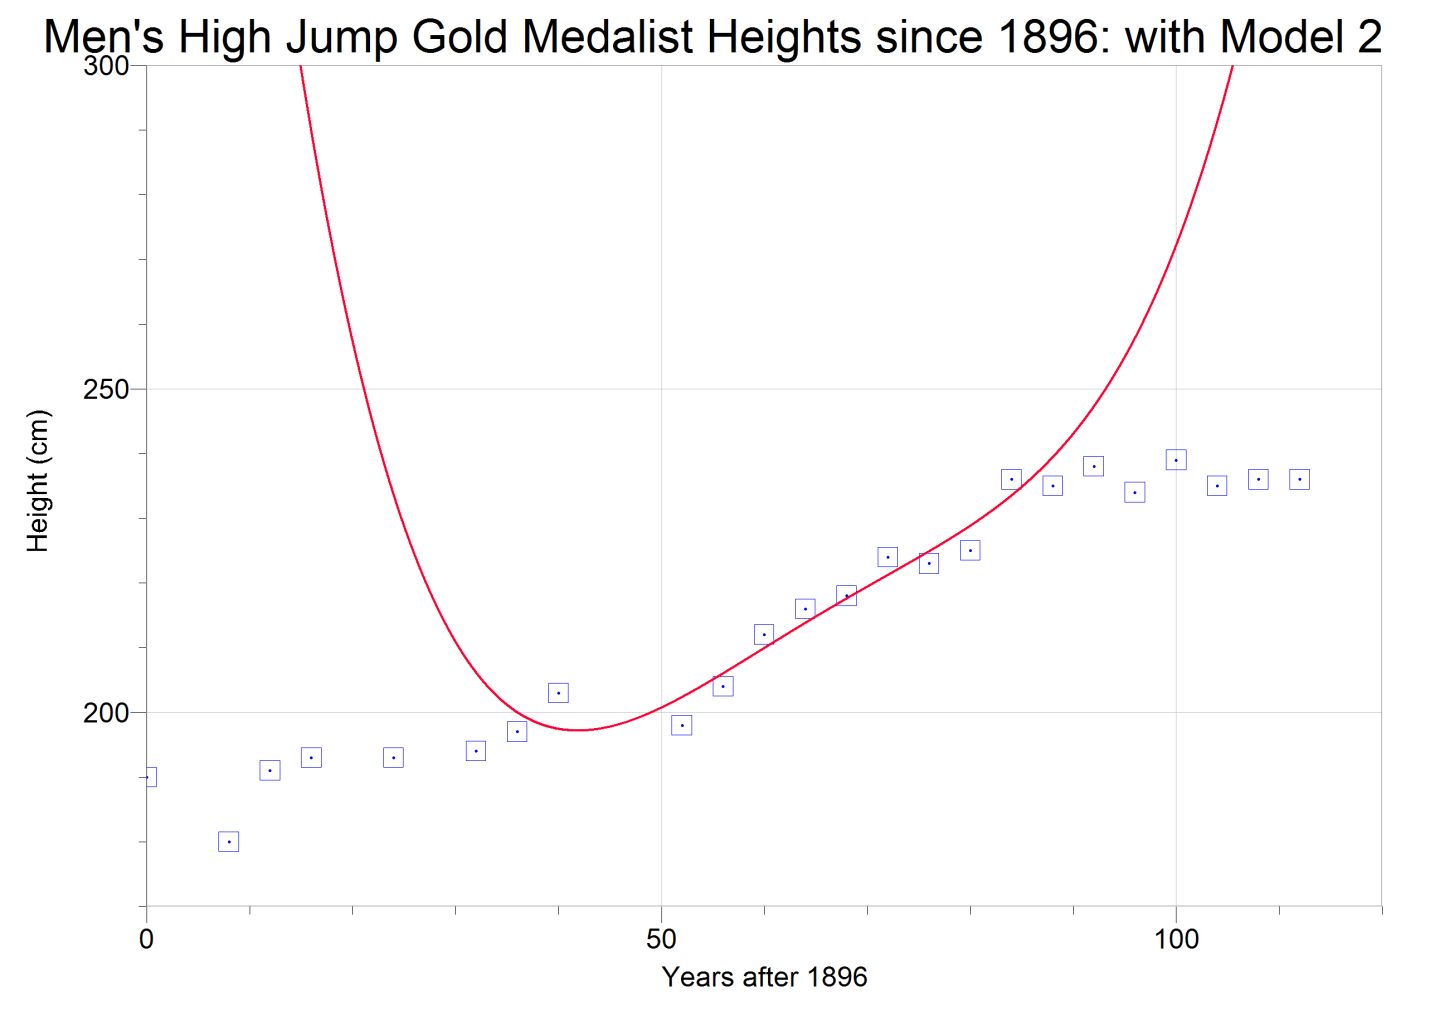 Men's High Jump Gold Medalist Heights since 1896: with Model 2
300
250
200
Height (cm)
0 50 100
Years after 1896